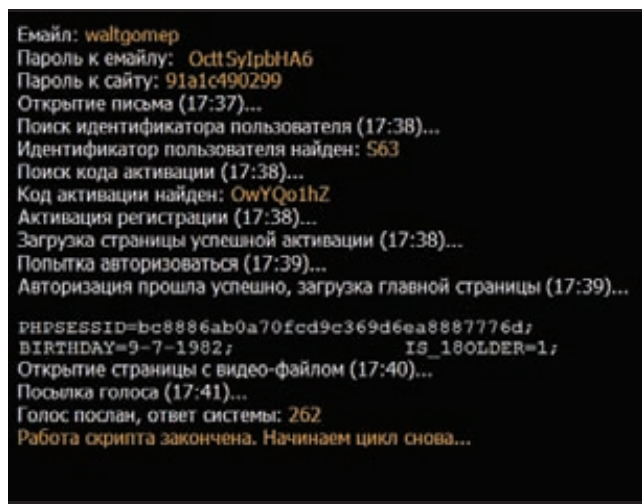 Емайл: waltgomep
Пароль к емайлу: OcttSyIpbHA6
Пароль к сайту: 91a1c490299
Открытие письма (17:37)...
Поиск идентификатора пользователя (17:38)...
Идентификатор пользователя найден: S63
Поиск кода активации (17:38)...
Код активации найден: OwYQo1hZ
Активация регистрации (17:38)...
Загрузка страницы успешной активации (17:38)...
Попытка авторизоваться (17:39)...
Авторизация прошла успешно, загрузка главной страницы (17:39)...
PHPSESSID=bc8886ab0a70fcd9c369d6ea8887776d;
BIRTHDAY=9-7-1982; IS_18OLDER=1;
Открытие страницы с видео-файлом (17:40)...
Посылка голоса (17:41)...
Голос послан, ответ системы: 262
Работа скрипта закончена. Начинаем цикл снова...